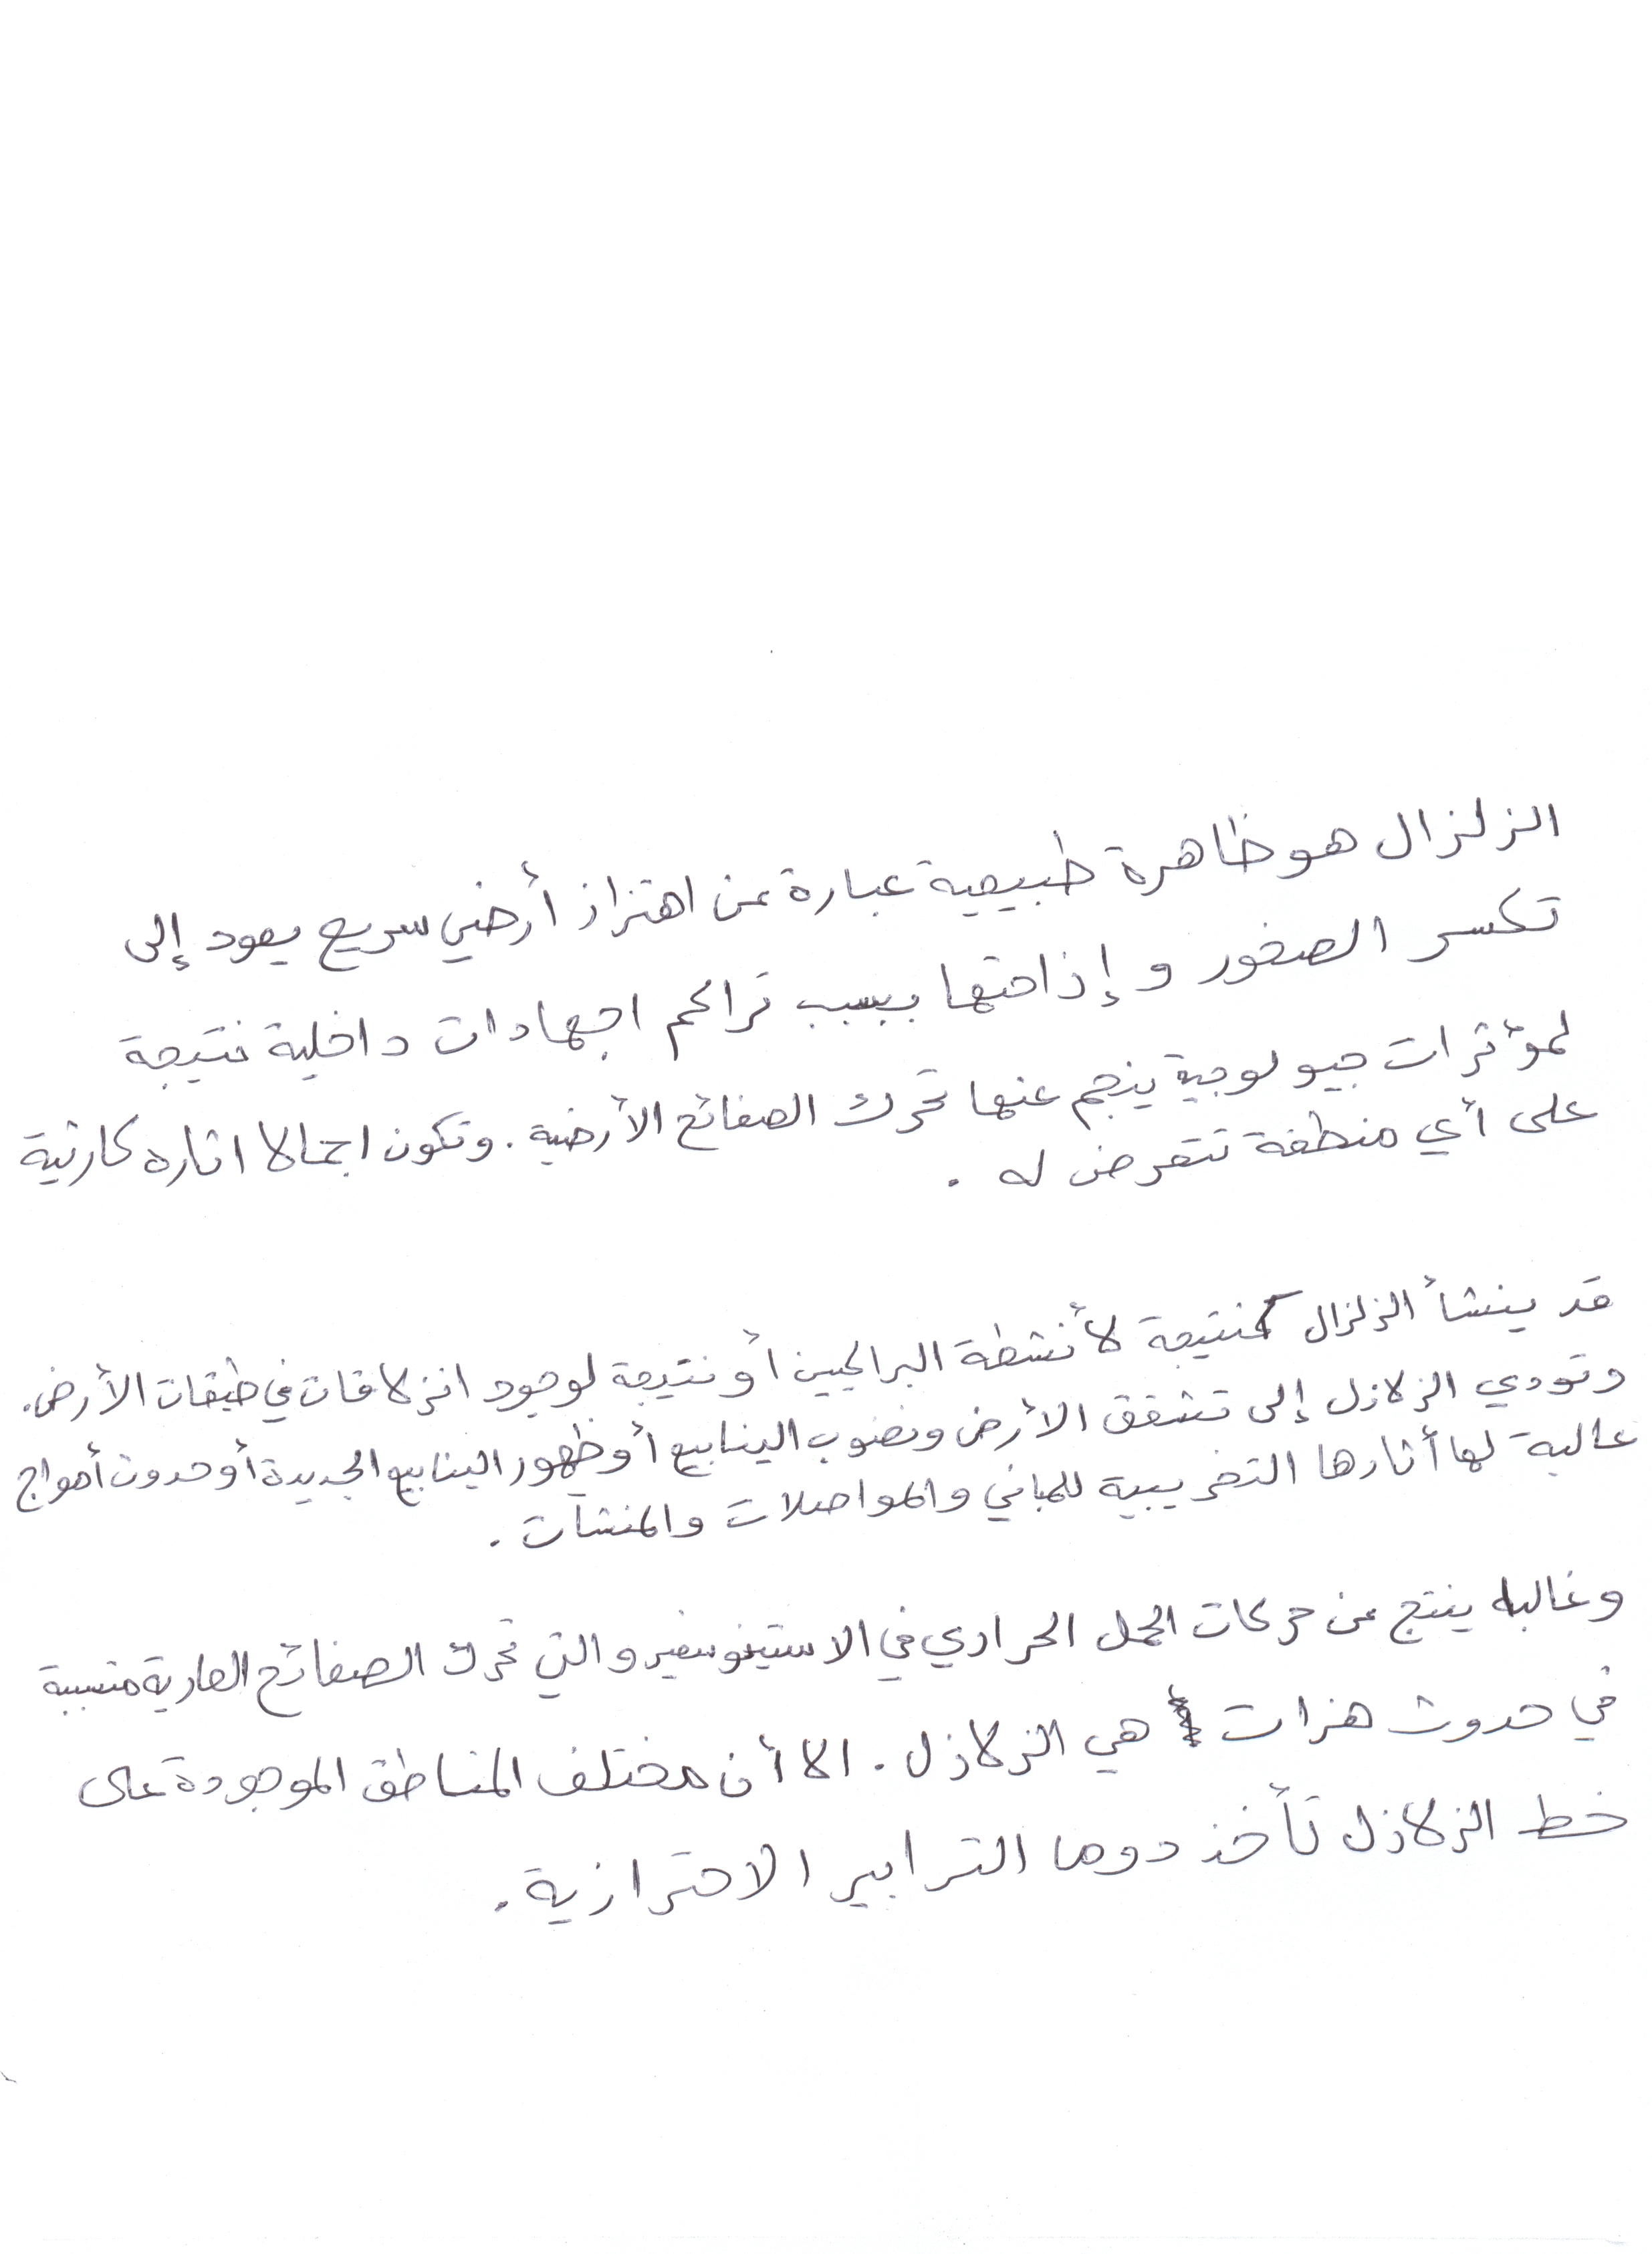 الزلزال هو ظاهرة طبيعية عبارة عن اهتزاز أرضي سريع يعود إلى
تكسر الصخور وإذاحتها بسبب تراكم اجهادات داخلية نتيجة
لمؤثرات جيولوجية ينجم عنها تحرك الصفائح الأرضية. وتكون اجمالا اثاره كارثية
على أي منطقة تتعرض له.
قد ينشأ الزلزال كنتيجة لأنشطة البراكين أو نتيجة لوجود انزلاقات في طبقات الأرض.
وتودي الزلازل إلى تشقق الأرض ونضوب الينابيع أو ظهور الينابيع الجديدة أو حدوث أمواج
عالية لها أثارها التخريبية للمباني والمواصلات والمنشات.
وغالبا ينتج عن حركات الحمل الحراري في الاستينوسفير والتي تحرك الصفائح القارية متسببة
في حدوث هزات هي الزلازل. الا أن مختلف المناطق الموجودة على
خط الزلازل تأخذ دوما التدابير الاحترازية.